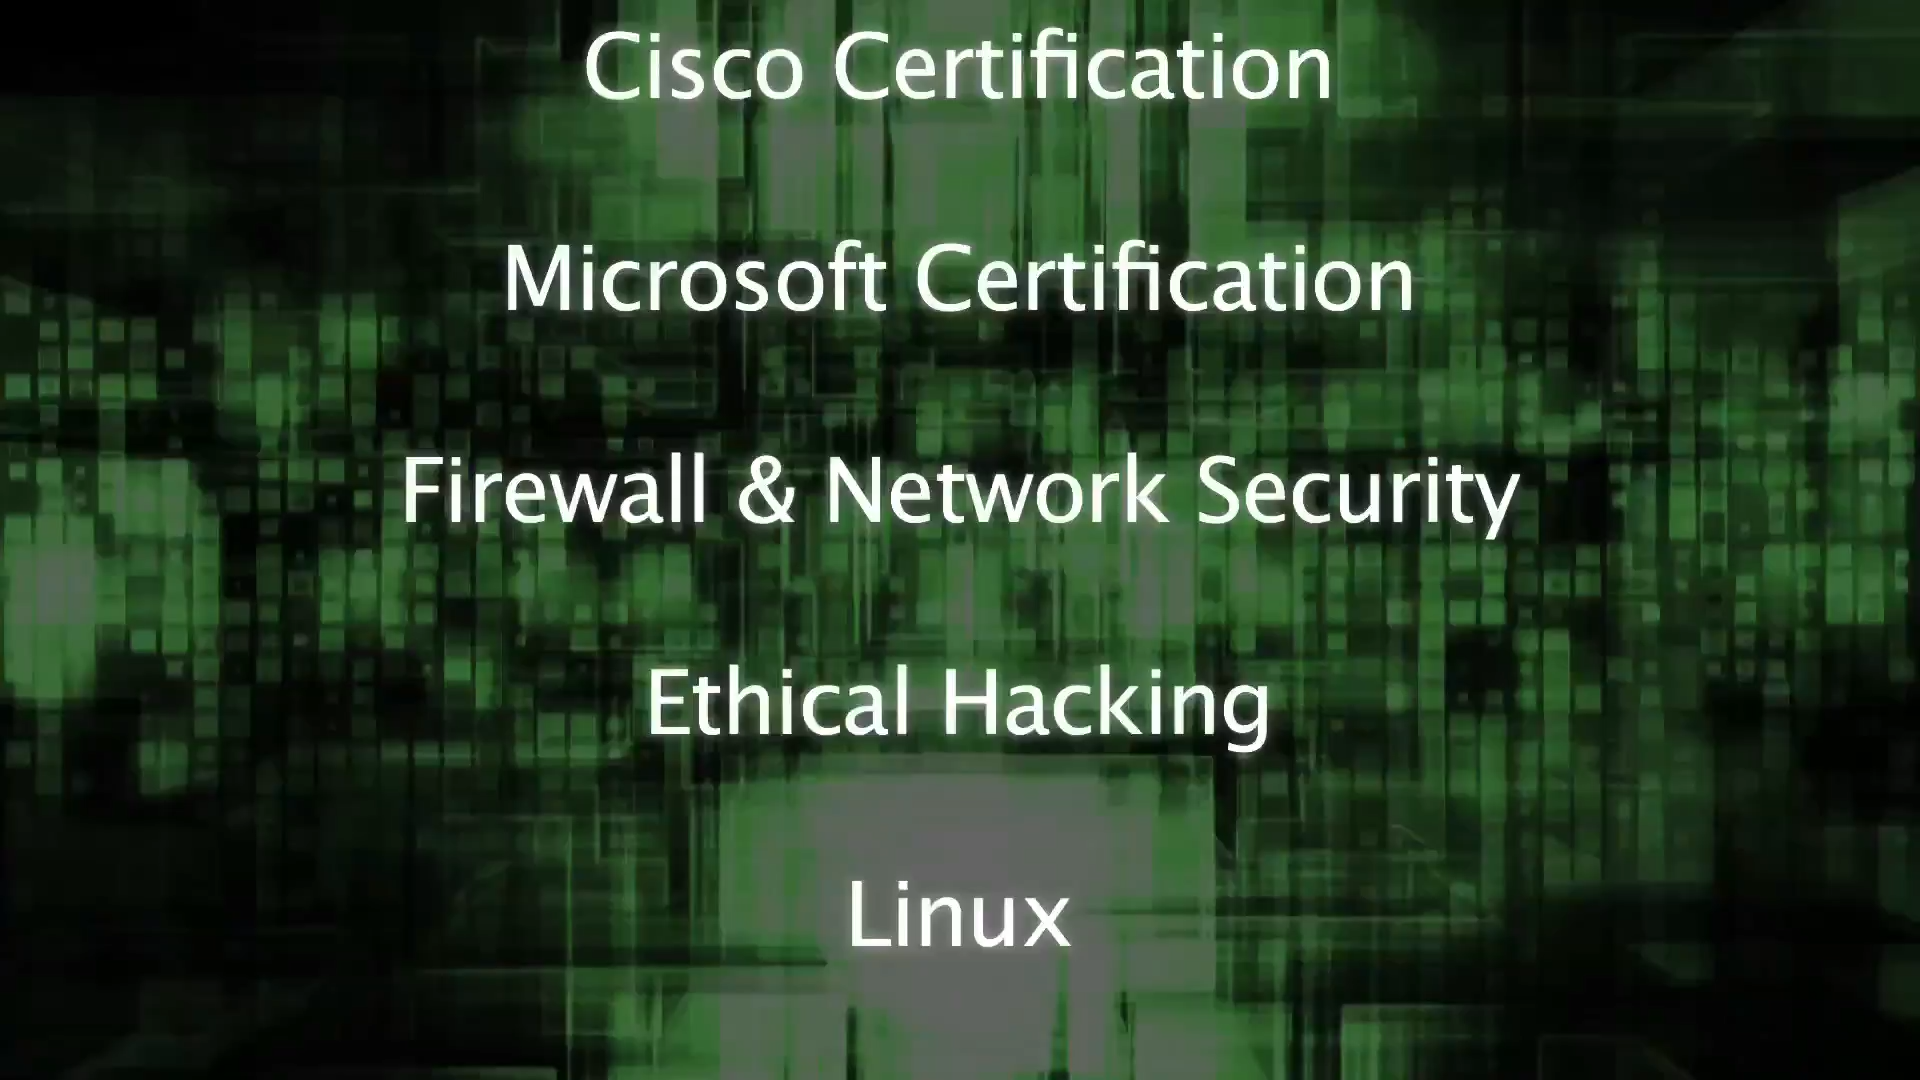 Cisco Certification
Microsoft Certification
Firewall & Network Security
Ethical Hacking
Linux